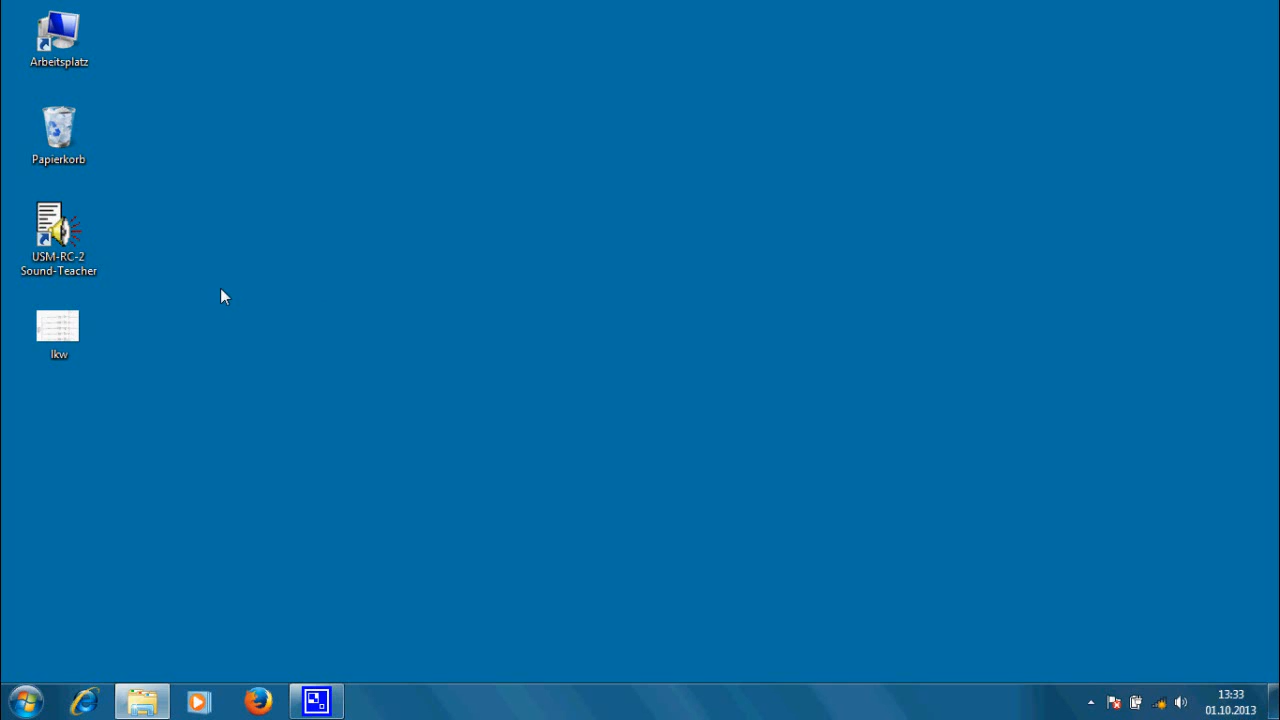 Arbeitsplatz
Papierkorb
USM-RC-2
Sound-Teacher
lkw
13:33
01.10.2013